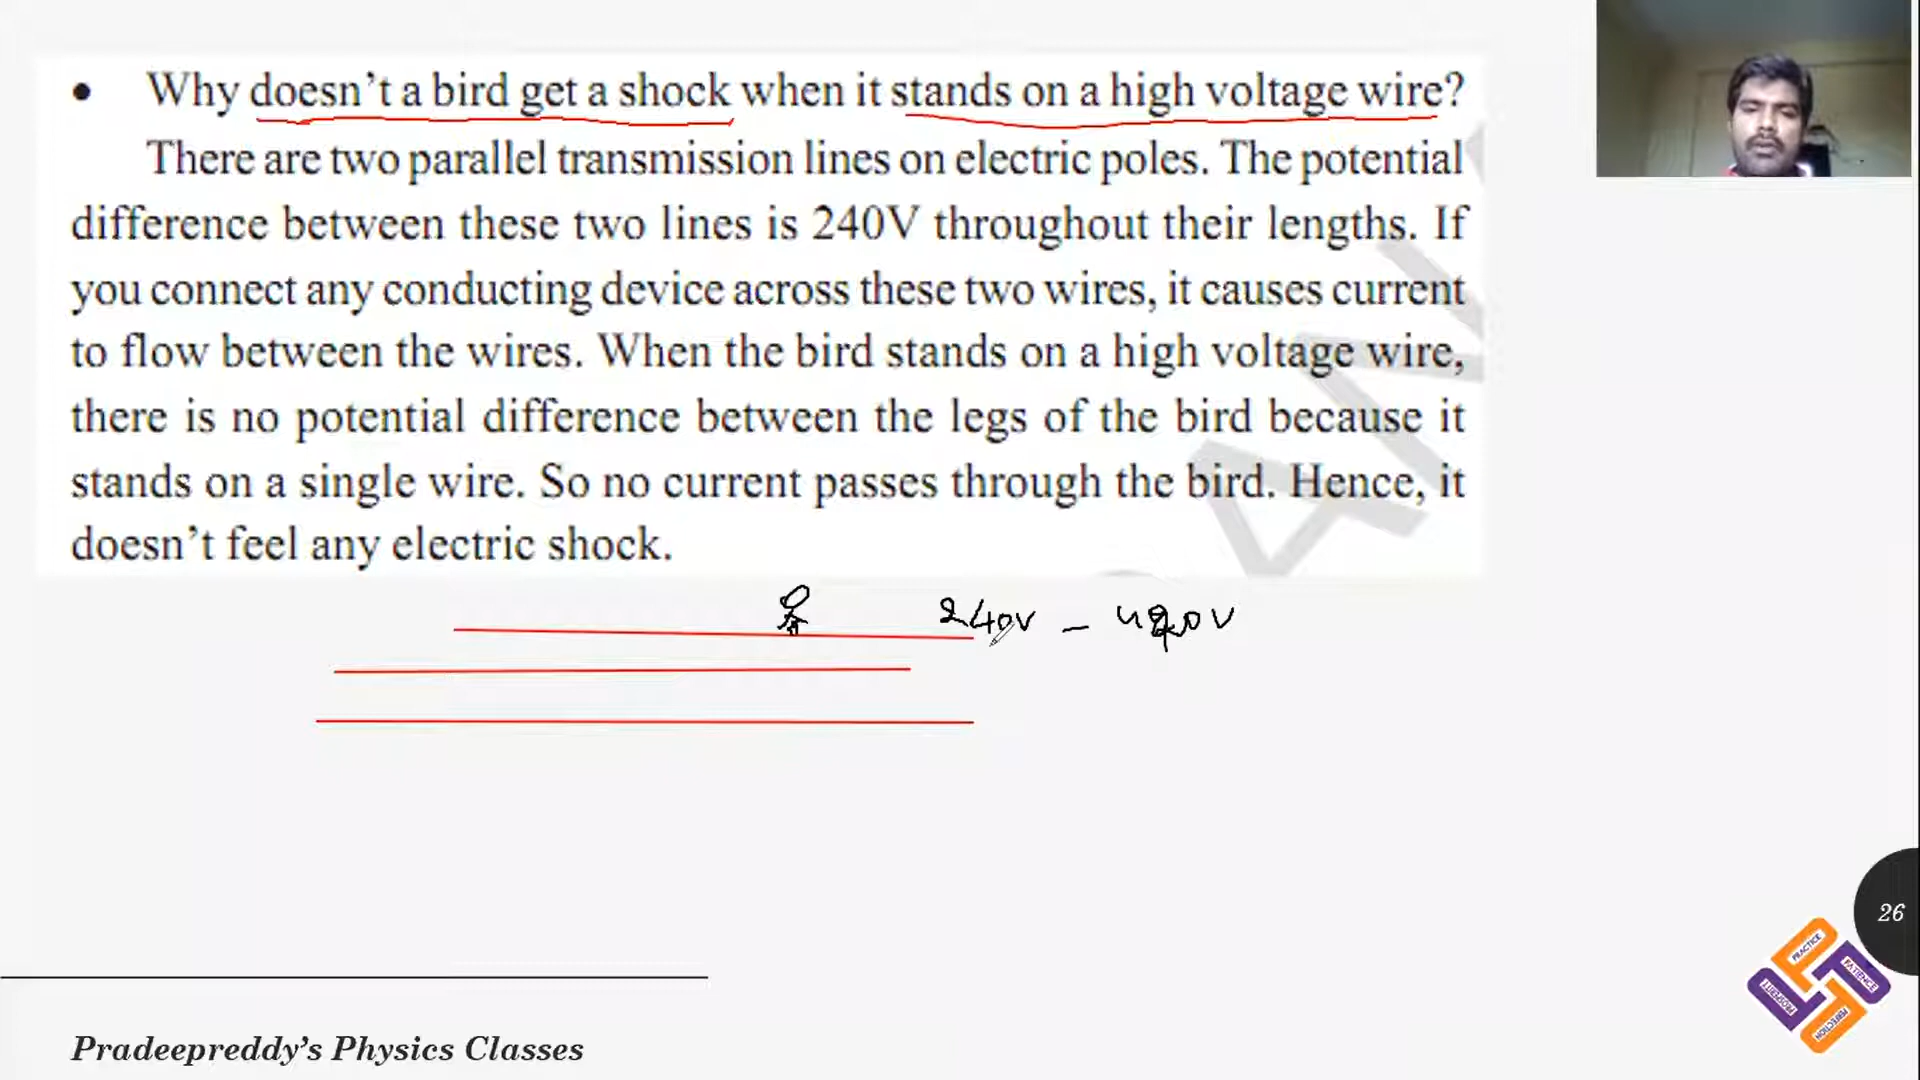 • Why doesn’t a bird get a shock when it stands on a high voltage wire?
There are two parallel transmission lines on electric poles. The potential
difference between these two lines is 240V throughout their lengths. If
you connect any conducting device across these two wires, it causes current
to flow between the wires. When the bird stands on a high voltage wire,
there is no potential difference between the legs of the bird because it
stands on a single wire. So no current passes through the bird. Hence, it
doesn’t feel any electric shock.
240V –
26
PRACTICE
PATIENCE
PERFECTION
Pradeepreddy’s Physics Classes